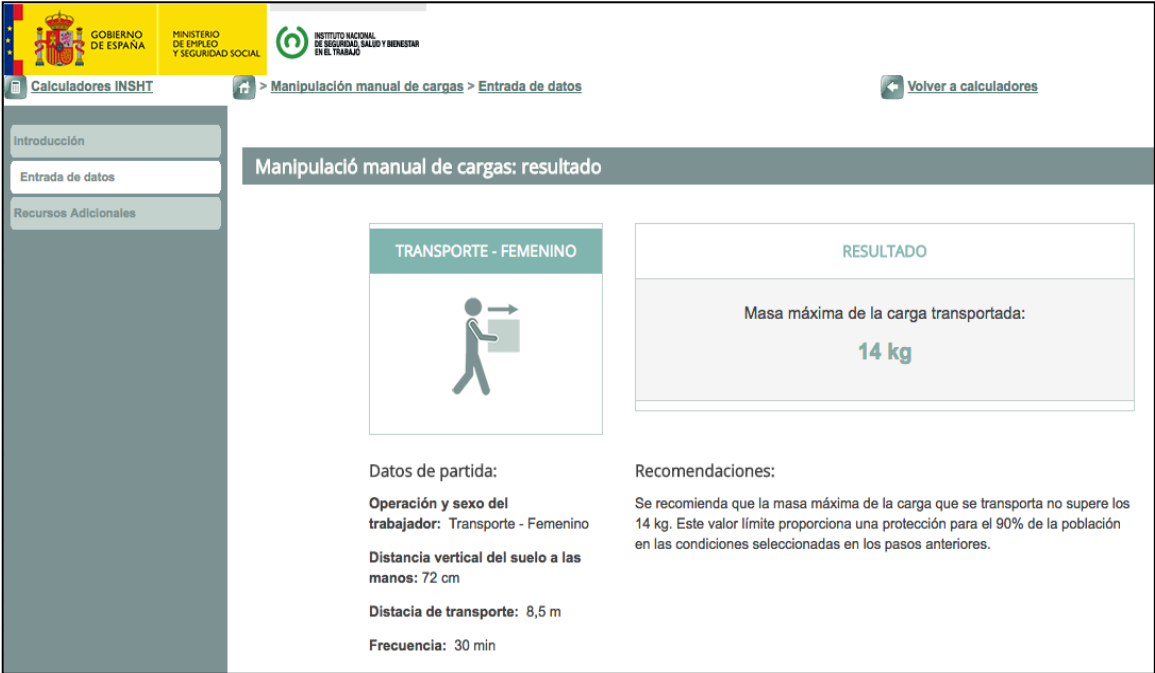 GOBIERNO
DE ESPAÑA
MINISTERIO
DE EMPLEO
Y SEGURIDAD SOCIAL
INSTITUTO NACIONAL
DE SEGURIDAD, SALUD Y BIENESTAR
EN EL TRABAJO
Calculadores INSHT
> Manipulación manual de cargas > Entrada de datos
Volver a calculadores
Introducción
Entrada de datos
Recursos Adicionales
Manipulació manual de cargas: resultado
TRANSPORTE - FEMENINO
RESULTADO
Masa máxima de la carga transportada:
14 kg
Datos de partida:
Operación y sexo del
trabajador: Transporte - Femenino
Distancia vertical del suelo a las
manos: 72 cm
Distacia de transporte: 8,5 m
Frecuencia: 30 min
Recomendaciones:
Se recomienda que la masa máxima de la carga que se transporta no supere los
14 kg. Este valor límite proporciona una protección para el 90% de la población
en las condiciones seleccionadas en los pasos anteriores.